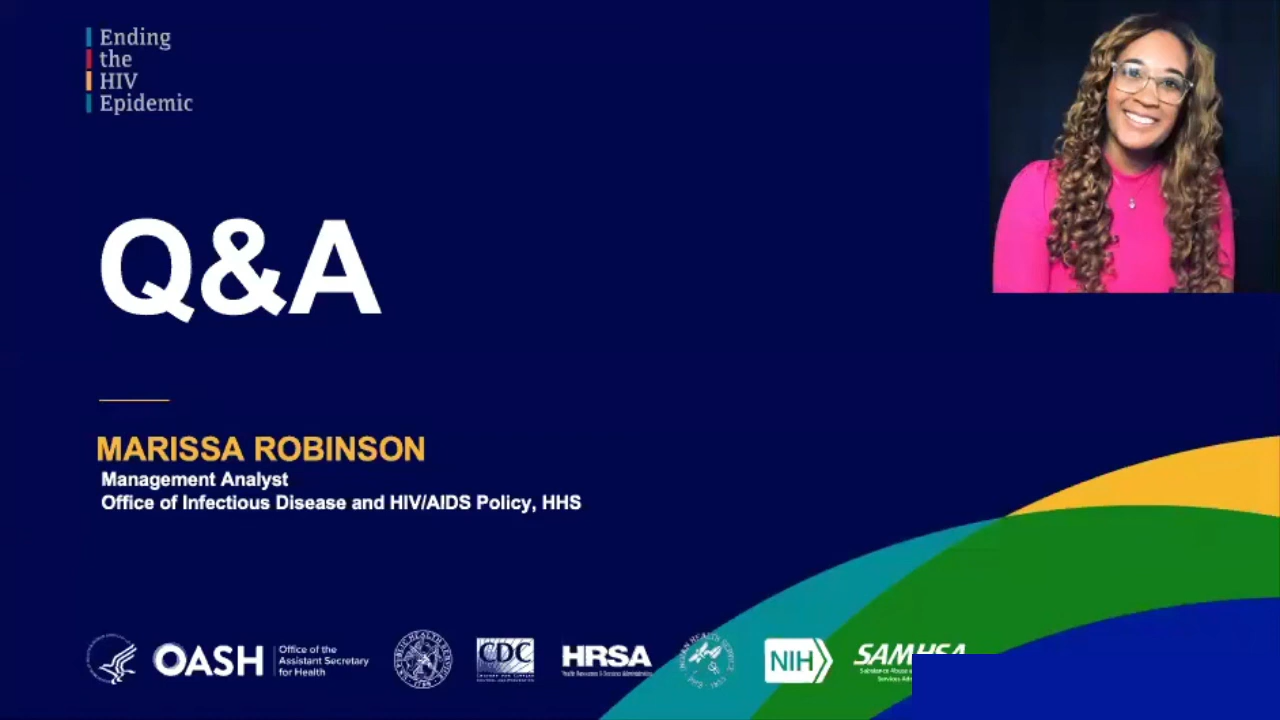 Ending
the
HIV
Epidemic
Q&A
MARISSA ROBINSON
Management Analyst
Office of Infectious Disease and HIV/AIDS Policy, HHS
OASH
Office of the
Assistant Secretary
for Health
CDC
HRSA
NIH
SAMHSA